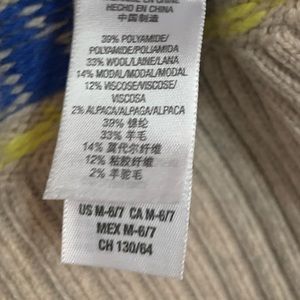 HECHO EN CHINA
中国制造
39% POLYAMIDE/
POLYAMIDE/POLIAMIDA
33% WOOL/LAINE/LANA
14% MODAL/MODAL/MODAL
12% VISCOSE/VISCOSE/
VISCOSA
2% ALPACA/ALPAGA/ALPACA
39% 锦纶
33% 羊毛
14% 莫代尔纤维
12% 粘胶纤维
2% 羊驼毛
US M-6/7 CA M-6/7
MEX M-6/7
CH 130/64